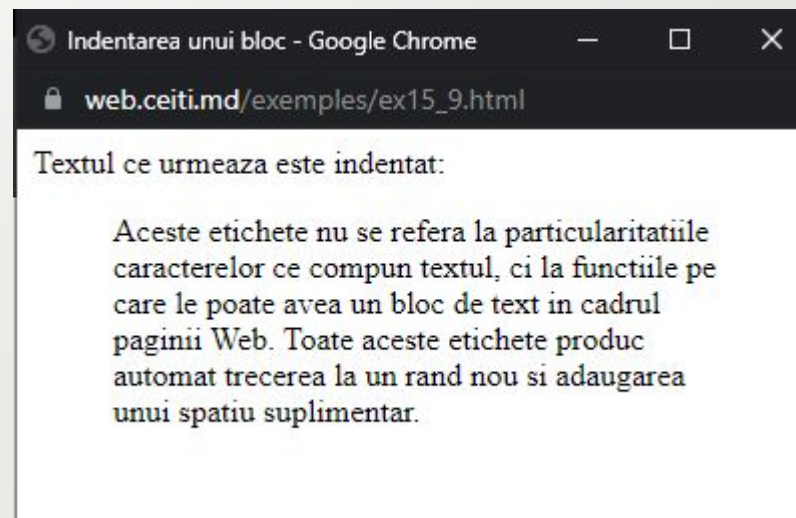 Indentarea unui bloc - Google Chrome
web.ceiti.md/exemples/ex15_9.html
Textul ce urmeaza este indentat:
Aceste etichete nu se refera la particularitatiile
caracterelor ce compun textul, ci la functiile pe
care le poate avea un bloc de text in cadrul
paginii Web. Toate aceste etichete produc
automat trecerea la un rand nou si adaugarea
unui spatiu suplimentar.